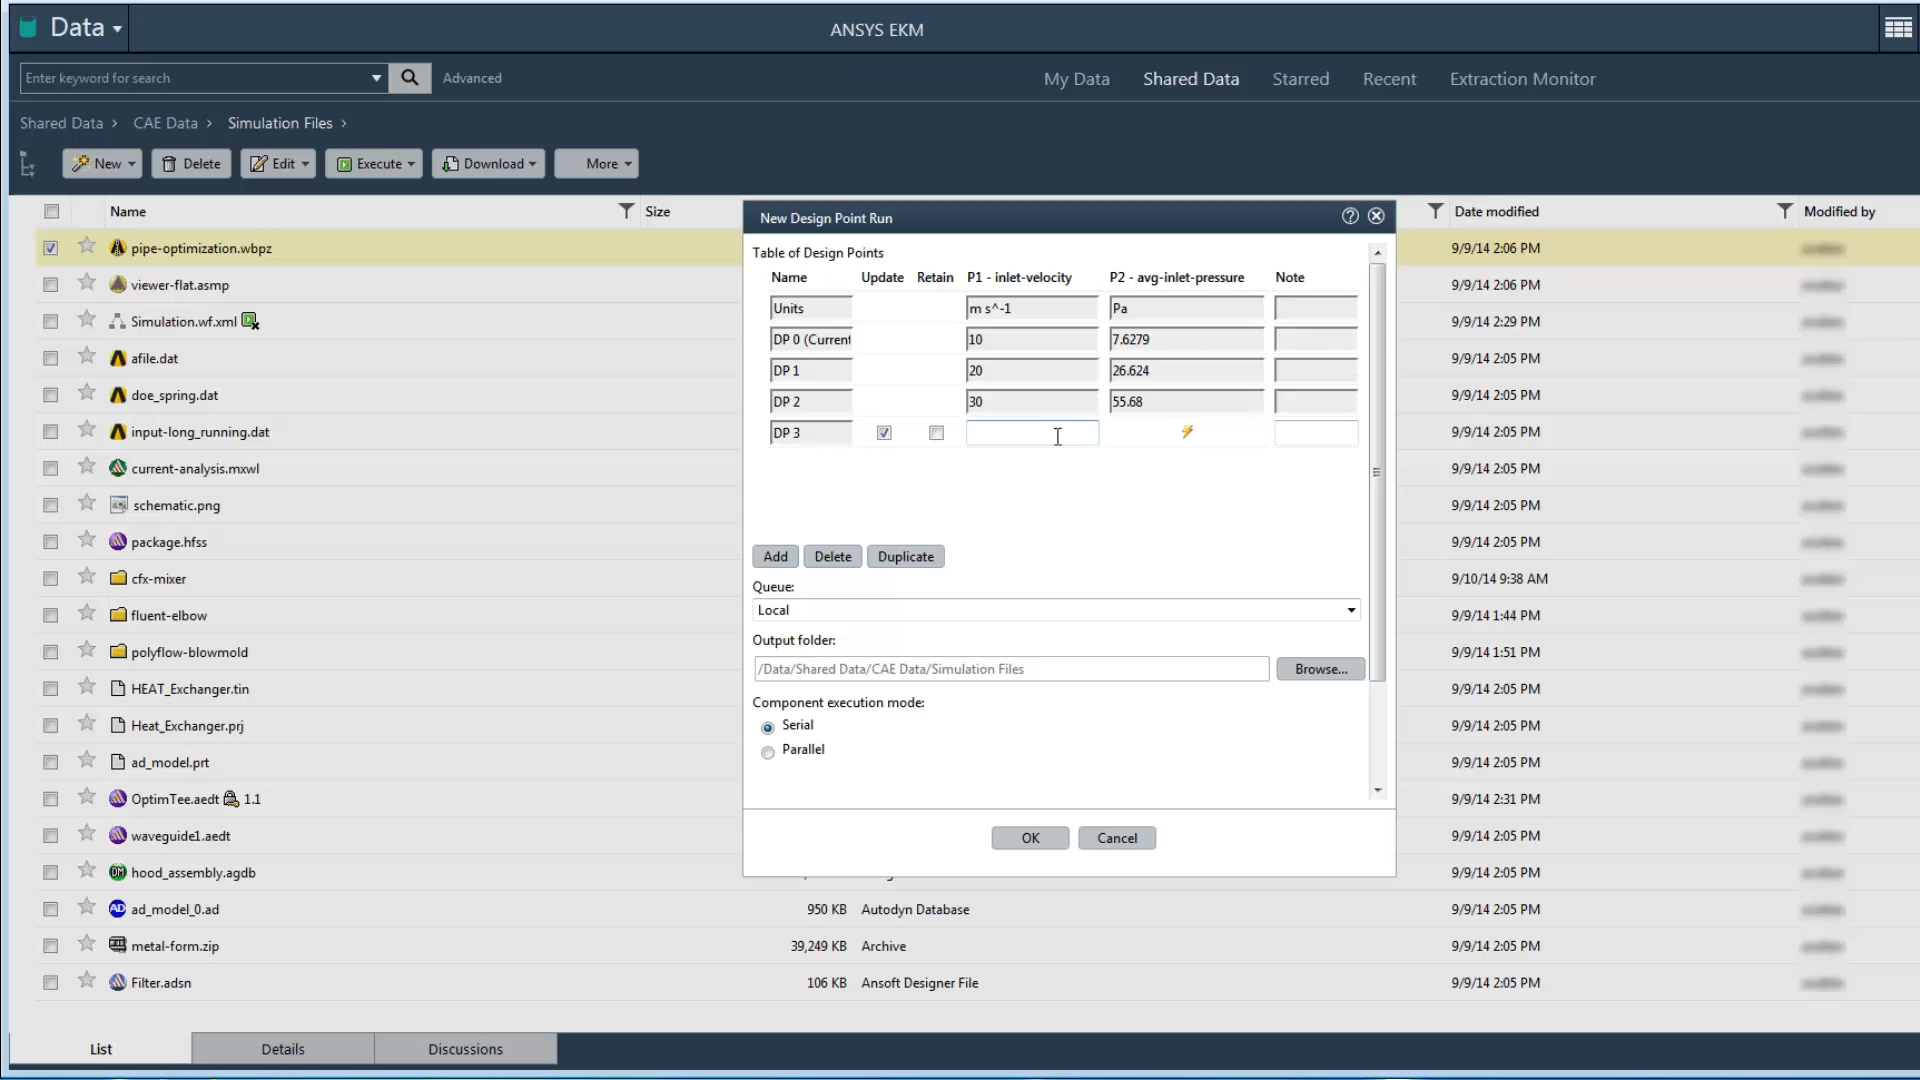 Data
ANSYS EKM
Enter keyword for search
Advanced
My Data
Shared Data
Starred
Recent
Extraction Monitor
Shared Data > CAE Data > Simulation Files >
New
Delete
Edit
Execute
Download
More
Name
Size
Date modified
Modified by
pipe-optimization.wbpz
9/9/14 2:06 PM
viewer-flat.asmp
9/9/14 2:06 PM
Simulation.wf.xml
9/9/14 2:29 PM
afile.dat
9/9/14 2:05 PM
doe_spring.dat
9/9/14 2:05 PM
input-long_running.dat
9/9/14 2:05 PM
current-analysis.mxwl
9/9/14 2:05 PM
schematic.png
9/9/14 2:05 PM
package.hfss
9/9/14 2:05 PM
cfx-mixer
9/10/14 9:38 AM
fluent-elbow
9/9/14 1:44 PM
polyflow-blowmold
9/9/14 1:51 PM
HEAT_Exchanger.tin
9/9/14 2:05 PM
Heat_Exchanger.prj
9/9/14 2:05 PM
ad_model.prt
9/9/14 2:05 PM
OptimTee.aedt 1.1
9/9/14 2:31 PM
waveguide1.aedt
9/9/14 2:05 PM
hood_assembly.agdb
9/9/14 2:05 PM
ad_model_0.ad 950 KB Autodyn Database
9/9/14 2:05 PM
metal-form.zip 39,249 KB Archive
9/9/14 2:05 PM
Filter.adsn 106 KB Ansoft Designer File
9/9/14 2:05 PM
New Design Point Run
Table of Design Points
Name Update Retain P1 - inlet-velocity P2 - avg-inlet-pressure Note
Units m s^-1 Pa
DP 0 (Current 10 7.6279
DP 1 20 26.624
DP 2 30 55.68
DP 3
Add
Delete
Duplicate
Queue:
Local
Output folder:
/Data/Shared Data/CAE Data/Simulation Files
Browse...
Component execution mode:
Serial
Parallel
OK
Cancel
List
Details
Discussions